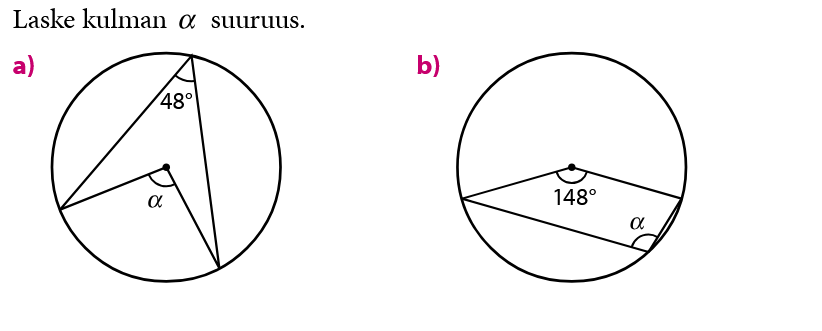 Laske kulman α suuruus.
a)
b)
48°
α
148°
α